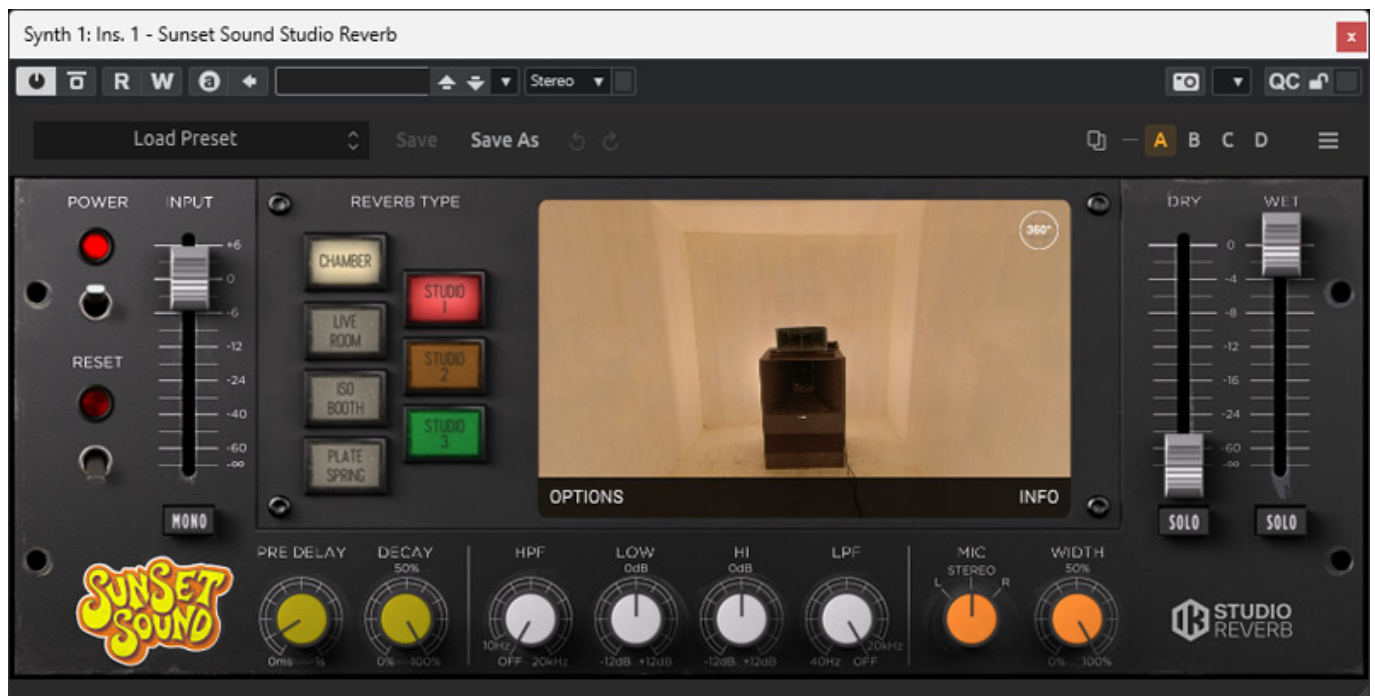 Synth 1: Ins. 1 - Sunset Sound Studio Reverb
x
R W a Stereo QC
Load Preset Save Save As A B C D
POWER INPUT REVERB TYPE DRY WET
360°
CHAMBER
STUDIO
1
LIVE
ROOM
STUDIO
2
ISO
BOOTH
STUDIO
3
PLATE
SPRING
RESET
+6
0
-6
-12
-24
-40
-60
-∞
MONO
0
-4
-8
-12
-16
-24
-60
-∞
SOLO SOLO
OPTIONS INFO
SUNSET
SOUND
PRE DELAY DECAY HPF LOW HI LPF MIC WIDTH
50% 0dB 0dB STEREO 50%
L R
10Hz 20kHz
0ms 1s 0% 100% OFF 20kHz -12dB +12dB -12dB +12dB 40Hz OFF 0% 100%
IK STUDIO
REVERB